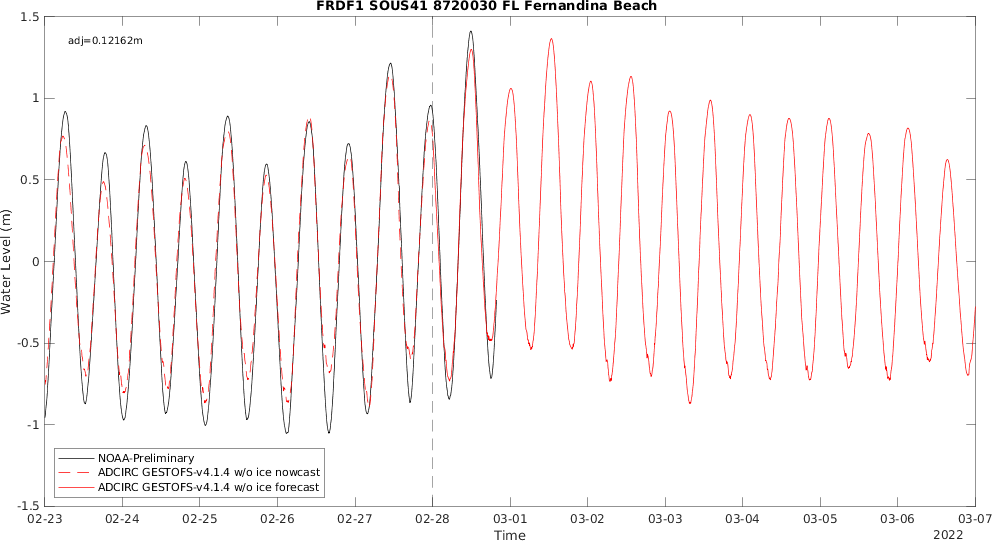 FRDF1 SOUS41 8720030 FL Fernandina Beach
adj=0.12162m
1.5
1
0.5
0
-0.5
-1
-1.5
Water Level (m)
NOAA-Preliminary
ADCIRC GESTOFS-v4.1.4 w/o ice nowcast
ADCIRC GESTOFS-v4.1.4 w/o ice forecast
02-23 02-24 02-25 02-26 02-27 02-28 03-01 03-02 03-03 03-04 03-05 03-06 03-07
Time
2022